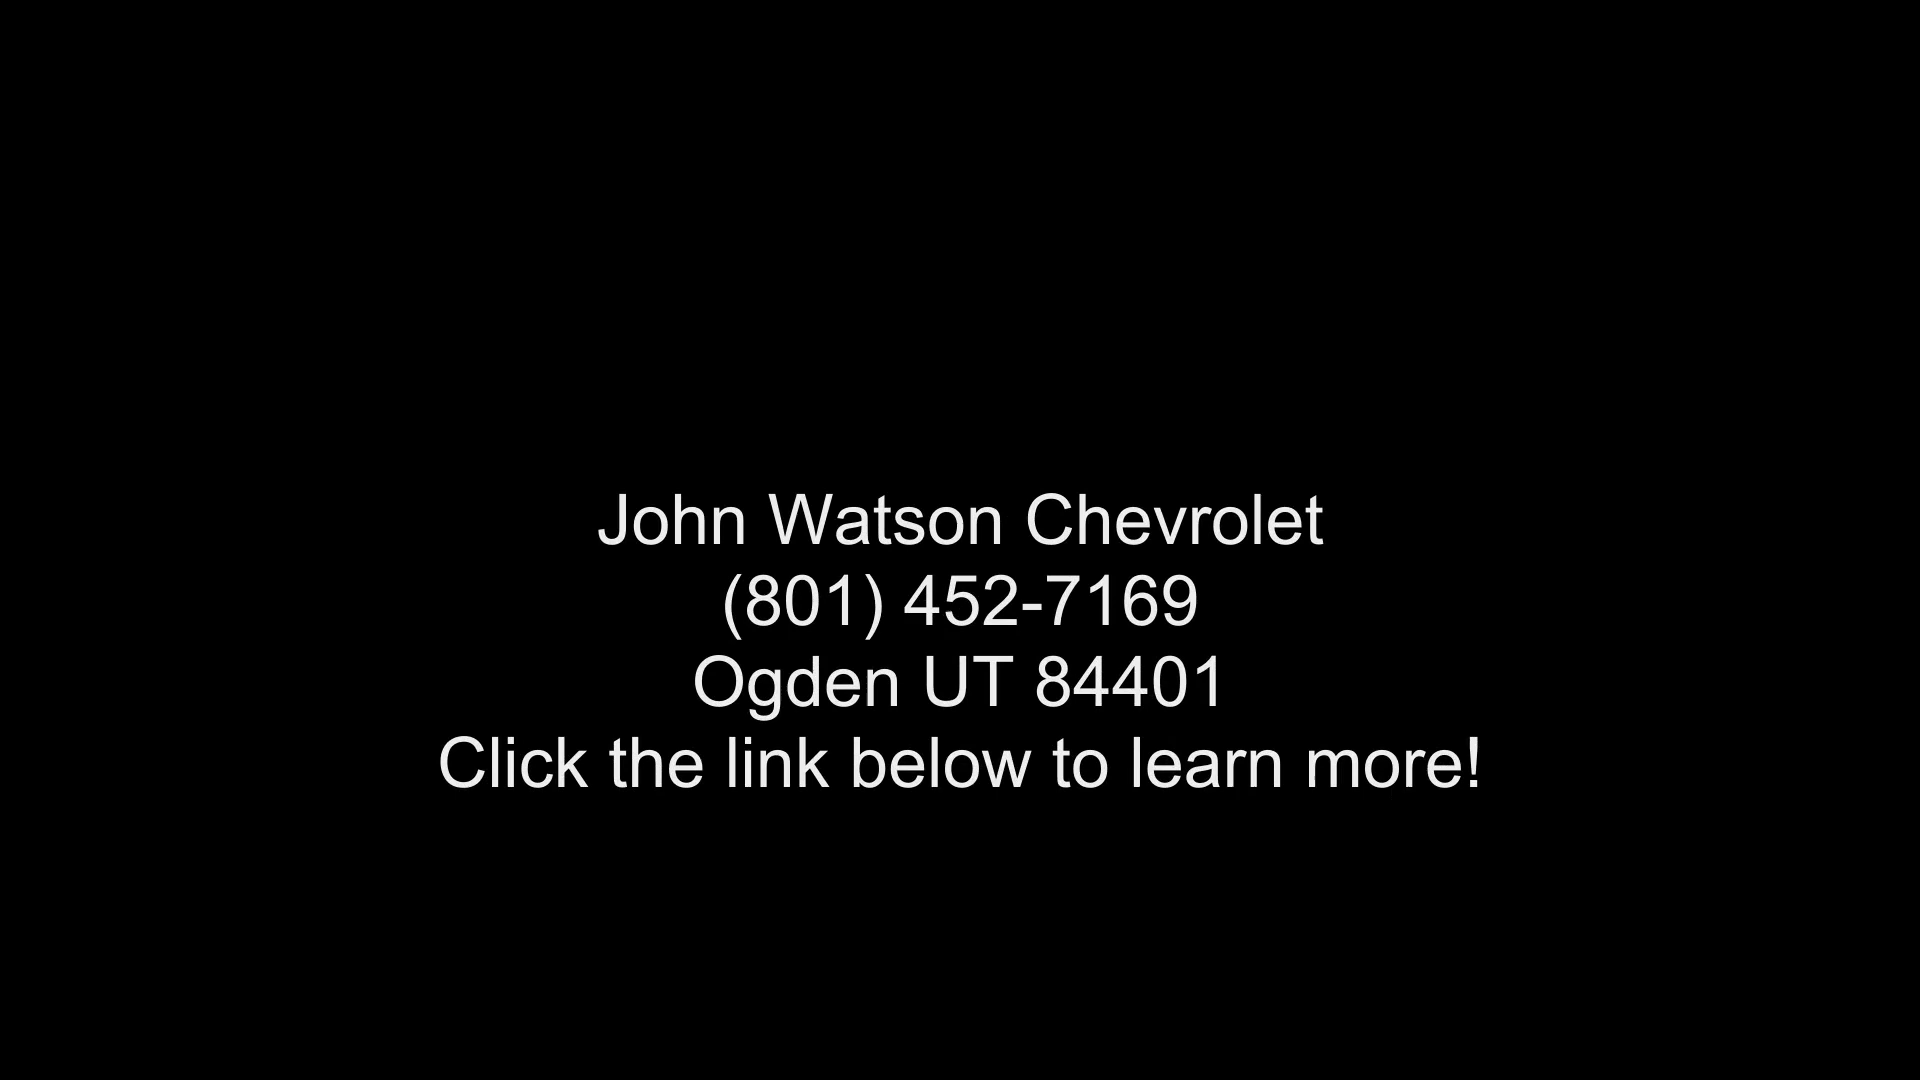 John Watson Chevrolet
(801) 452-7169
Ogden UT 84401
Click the link below to learn more!